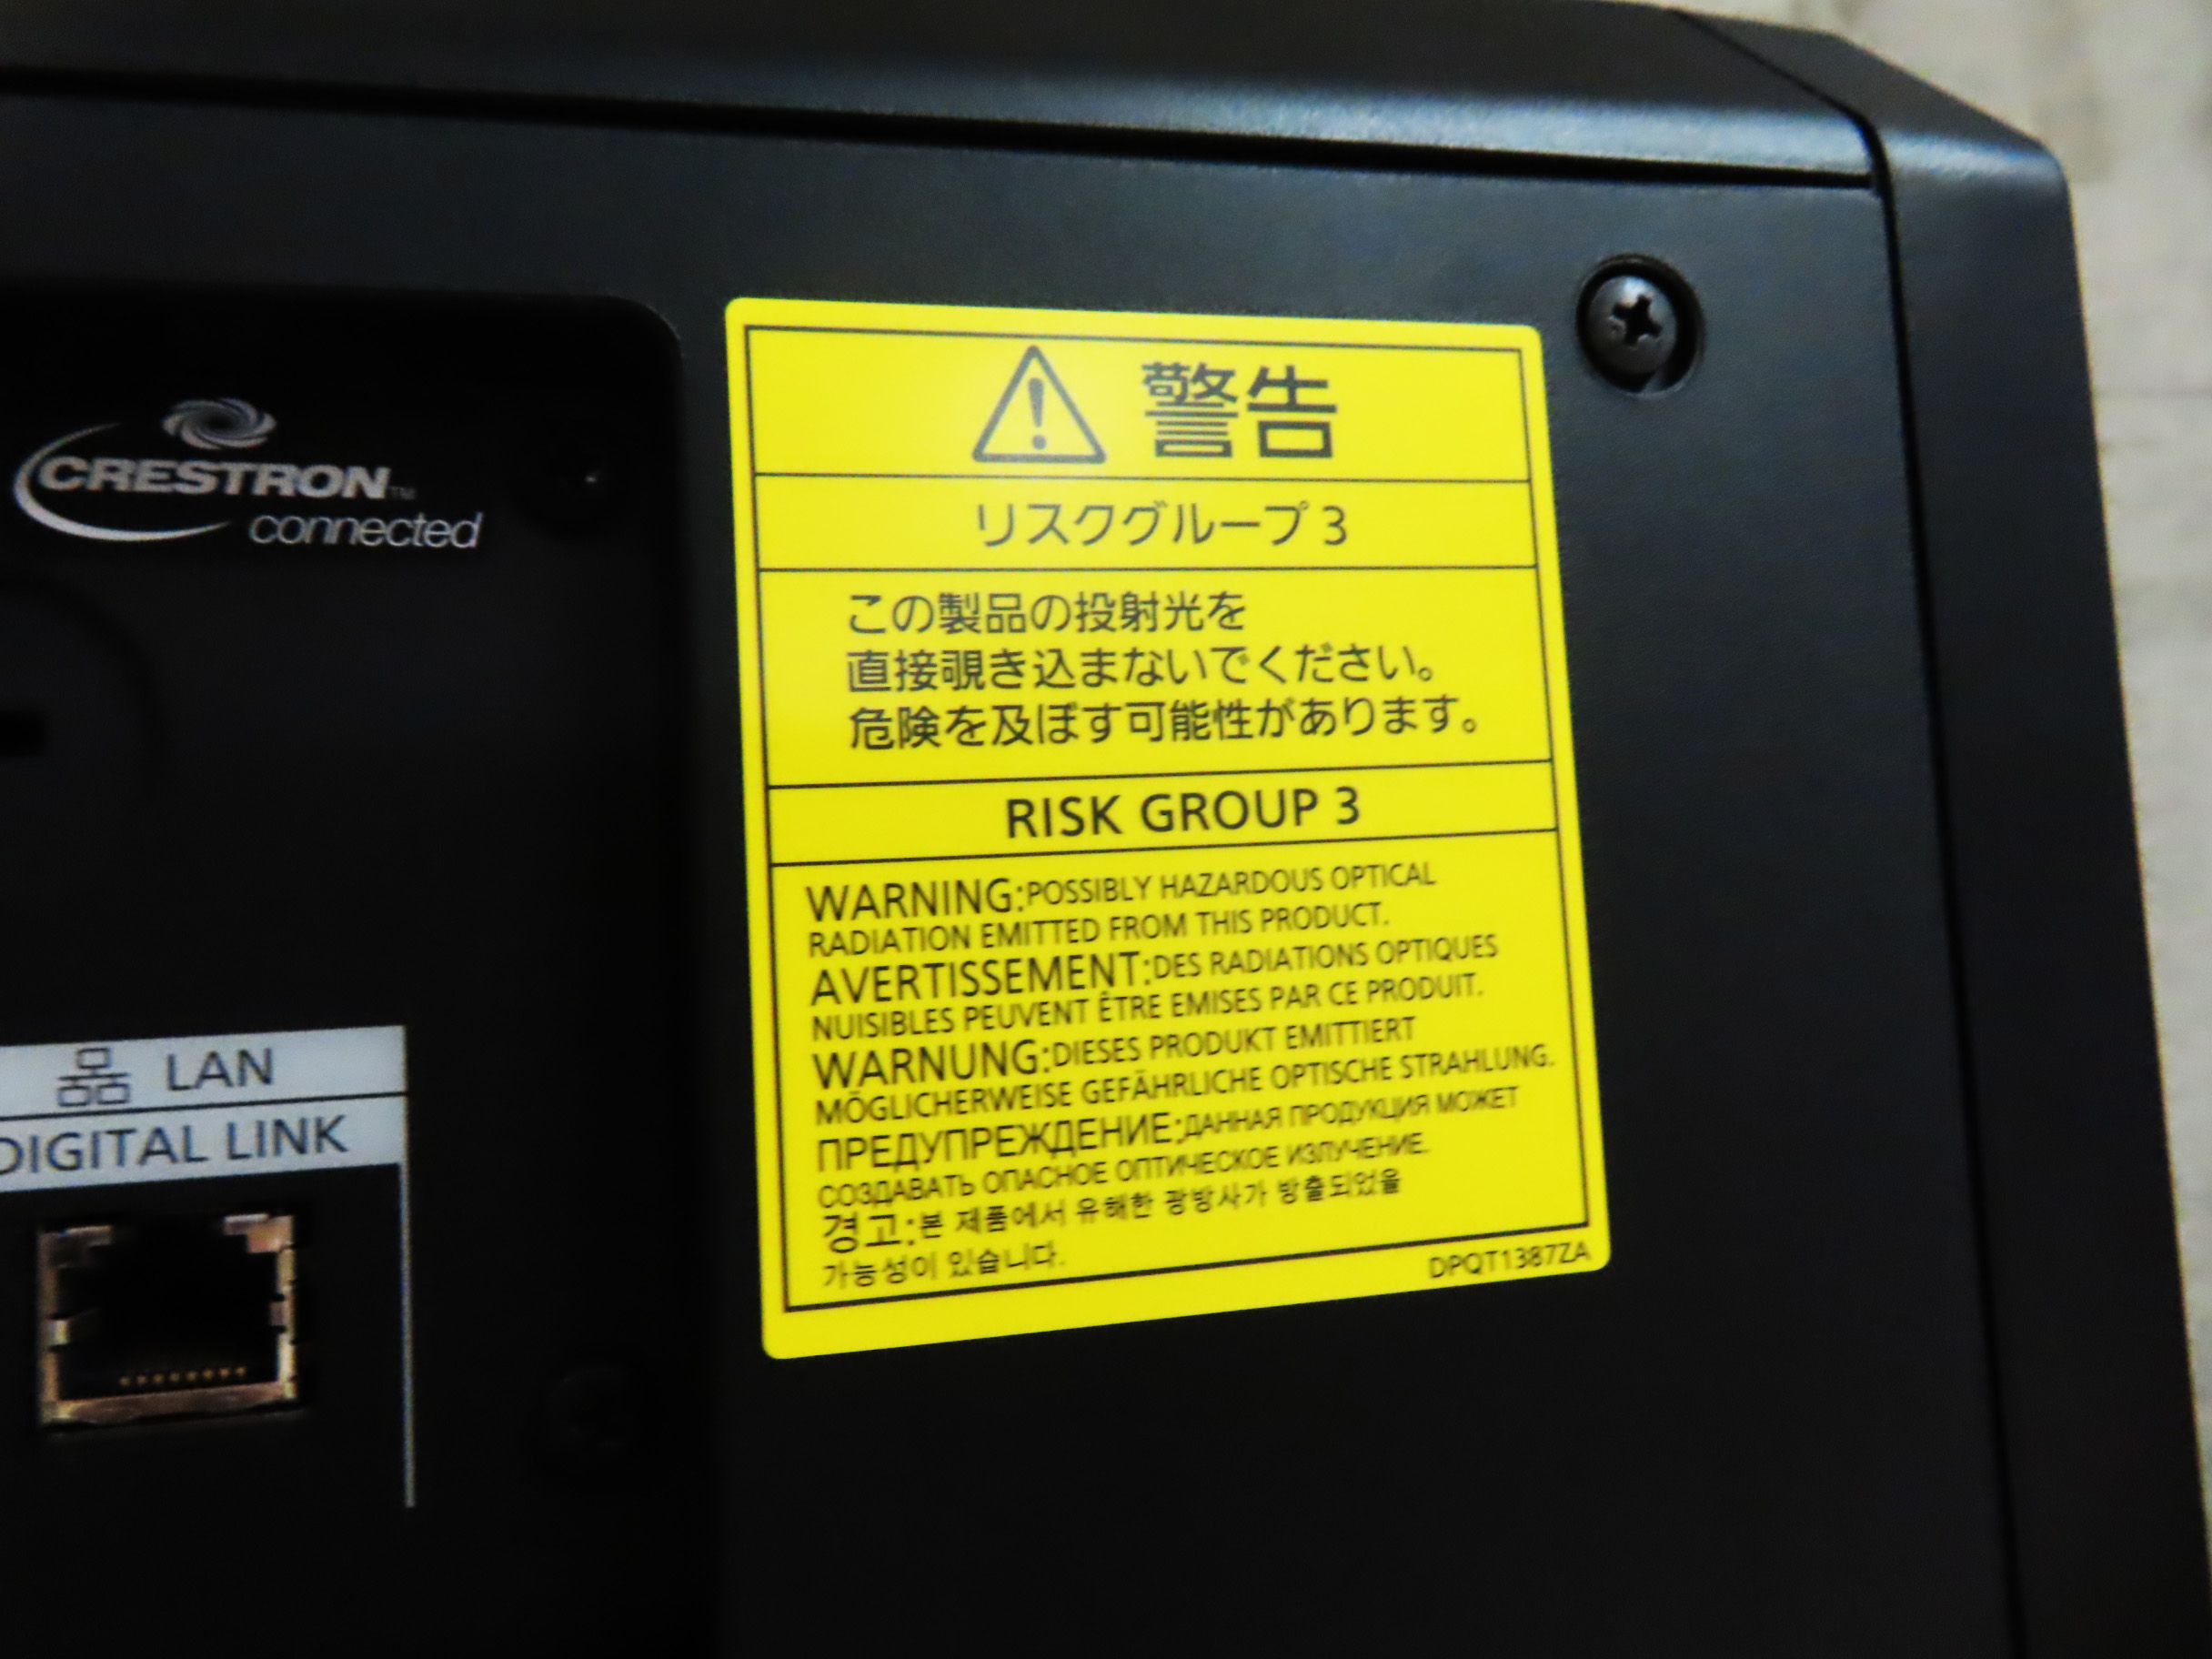 CRESTRON™
connected
LAN
DIGITAL LINK
警告
リスクグループ3
この製品の投射光を
直接覗き込まないでください。
危険を及ぼす可能性があります。
RISK GROUP 3
WARNING:POSSIBLY HAZARDOUS OPTICAL
RADIATION EMITTED FROM THIS PRODUCT.
AVERTISSEMENT:DES RADIATIONS OPTIQUES
NUISIBLES PEUVENT ÊTRE EMISES PAR CE PRODUIT.
WARNUNG:DIESES PRODUKT EMITTIERT
MÖGLICHERWEISE GEFÄHRLICHE OPTISCHE STRAHLUNG.
ПРЕДУПРЕЖДЕНИЕ:ДАННАЯ ПРОДУКЦИЯ МОЖЕТ
СОЗДАВАТЬ ОПАСНОЕ ОПТИЧЕСКОЕ ИЗЛУЧЕНИЕ.
경고:본 제품에서 유해한 광방사가 방출되었을
가능성이 있습니다.
DPQT1387ZA